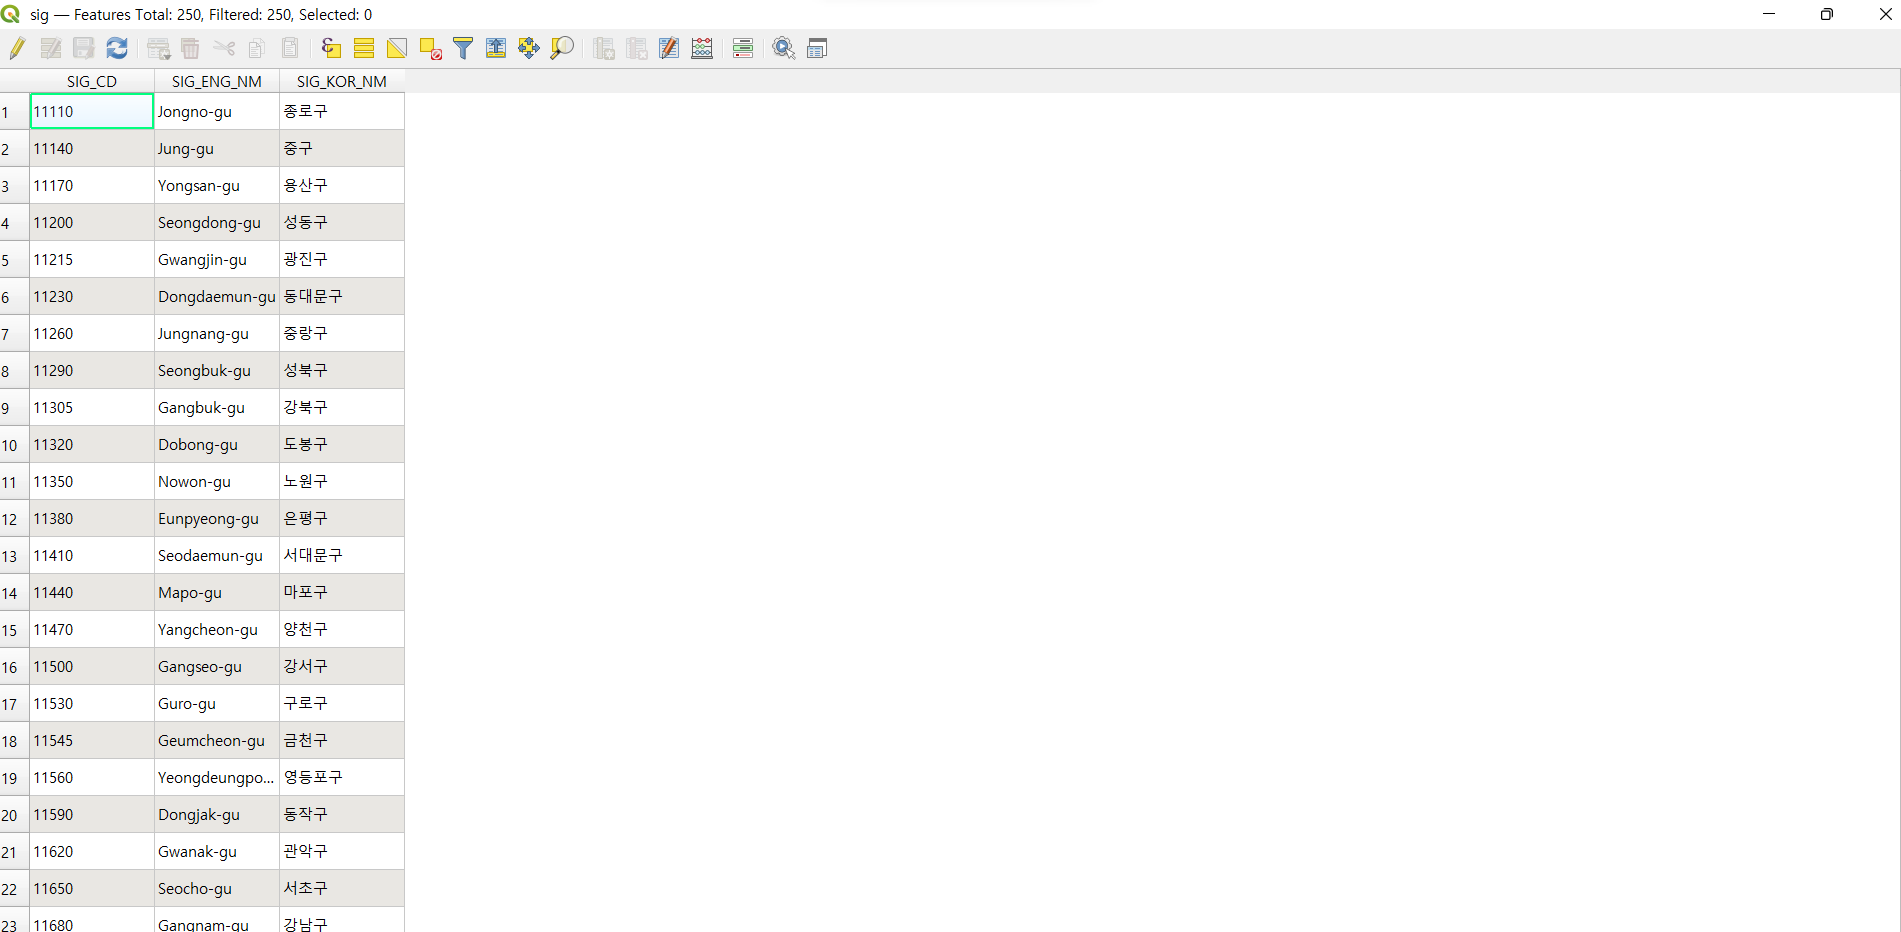 sig — Features Total: 250, Filtered: 250, Selected: 0
SIG_CD SIG_ENG_NM SIG_KOR_NM
1 11110 Jongno-gu 종로구
2 11140 Jung-gu 중구
3 11170 Yongsan-gu 용산구
4 11200 Seongdong-gu 성동구
5 11215 Gwangjin-gu 광진구
6 11230 Dongdaemun-gu 동대문구
7 11260 Jungnang-gu 중랑구
8 11290 Seongbuk-gu 성북구
9 11305 Gangbuk-gu 강북구
10 11320 Dobong-gu 도봉구
11 11350 Nowon-gu 노원구
12 11380 Eunpyeong-gu 은평구
13 11410 Seodaemun-gu 서대문구
14 11440 Mapo-gu 마포구
15 11470 Yangcheon-gu 양천구
16 11500 Gangseo-gu 강서구
17 11530 Guro-gu 구로구
18 11545 Geumcheon-gu 금천구
19 11560 Yeongdeungpo... 영등포구
20 11590 Dongjak-gu 동작구
21 11620 Gwanak-gu 관악구
22 11650 Seocho-gu 서초구
23 11680 Gangnam-gu 강남구